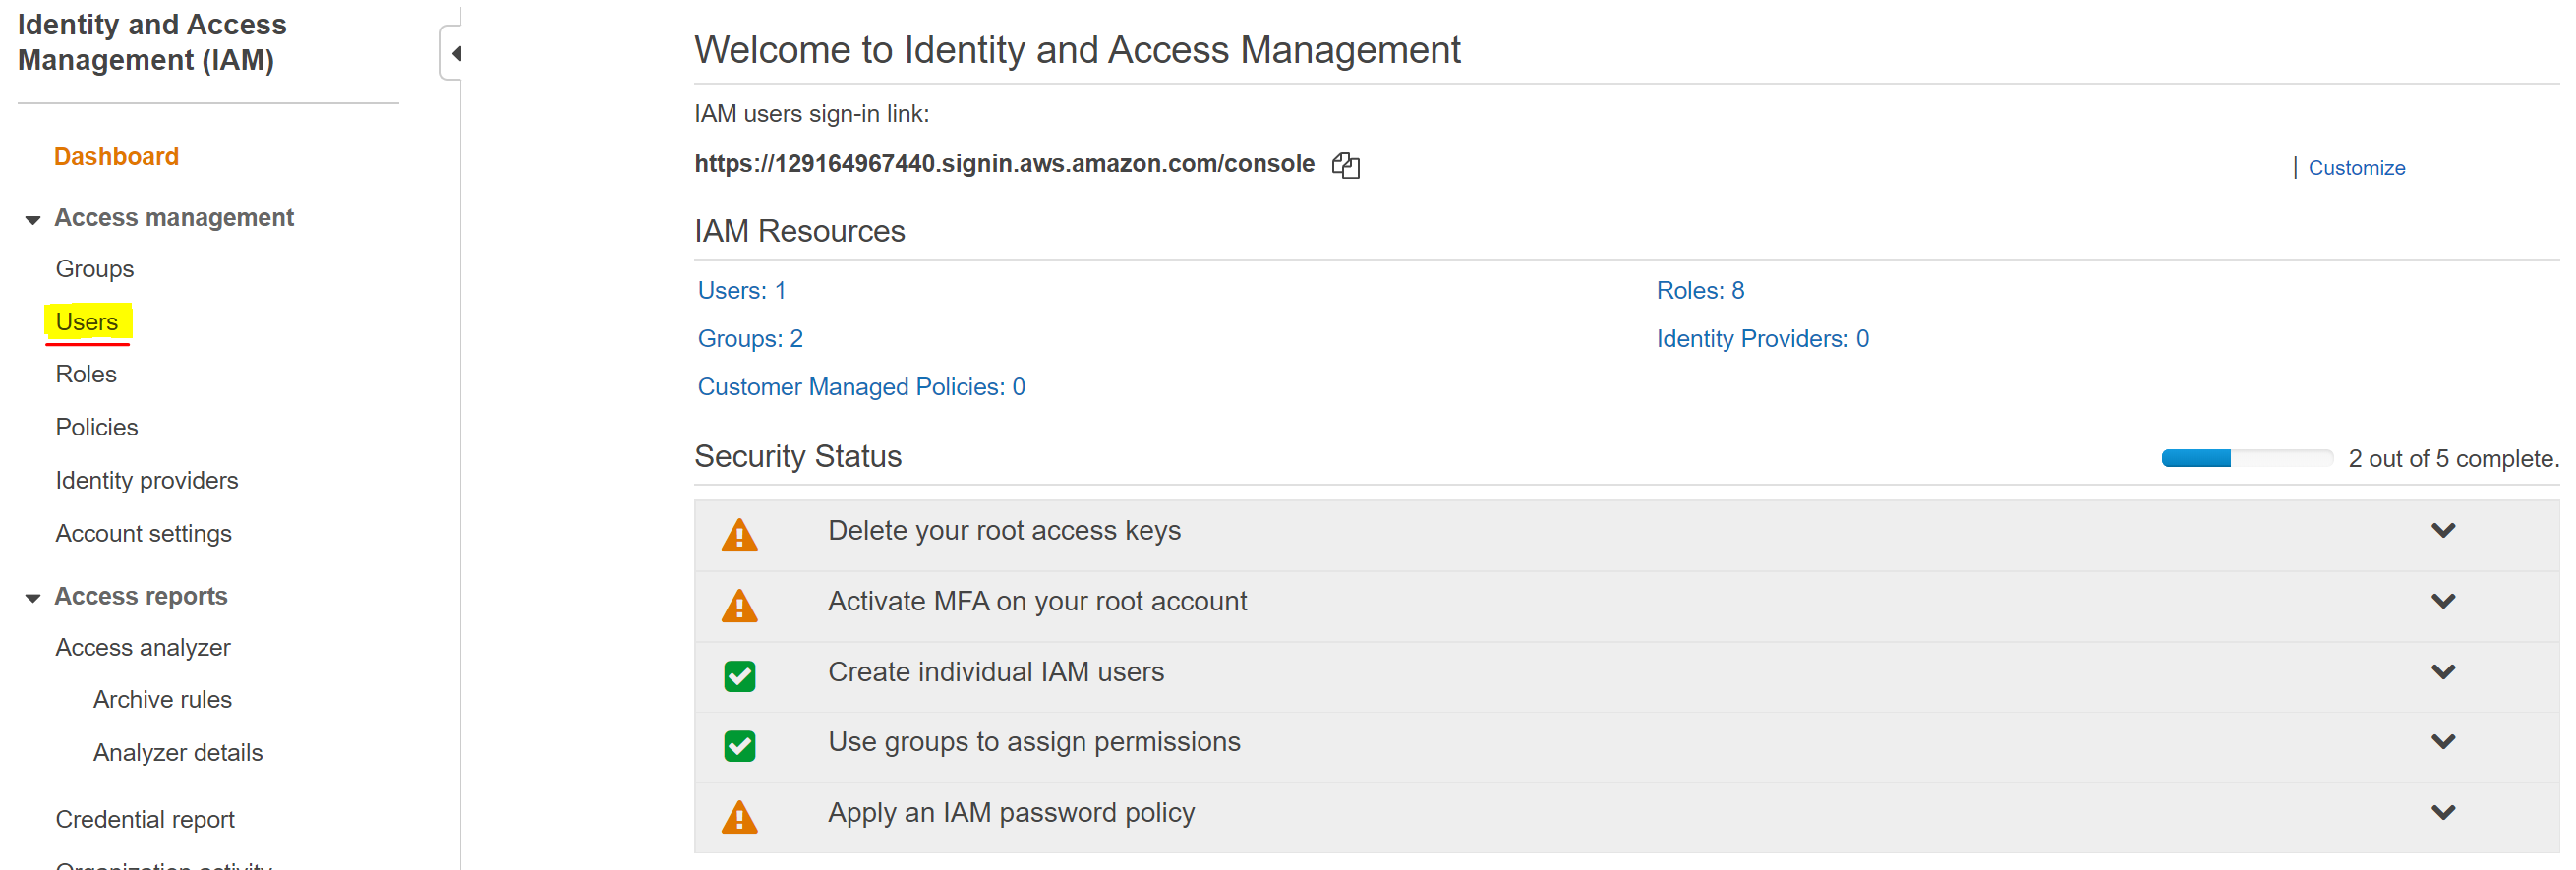 Identity and Access
Management (IAM)
Dashboard
Access management
Groups
Users
Roles
Policies
Identity providers
Account settings
Access reports
Access analyzer
Archive rules
Analyzer details
Credential report
Organization activity
Welcome to Identity and Access Management
IAM users sign-in link:
https://129164967440.signin.aws.amazon.com/console
| Customize
IAM Resources
Users: 1
Roles: 8
Groups: 2
Identity Providers: 0
Customer Managed Policies: 0
Security Status
2 out of 5 complete.
Delete your root access keys
Activate MFA on your root account
Create individual IAM users
Use groups to assign permissions
Apply an IAM password policy